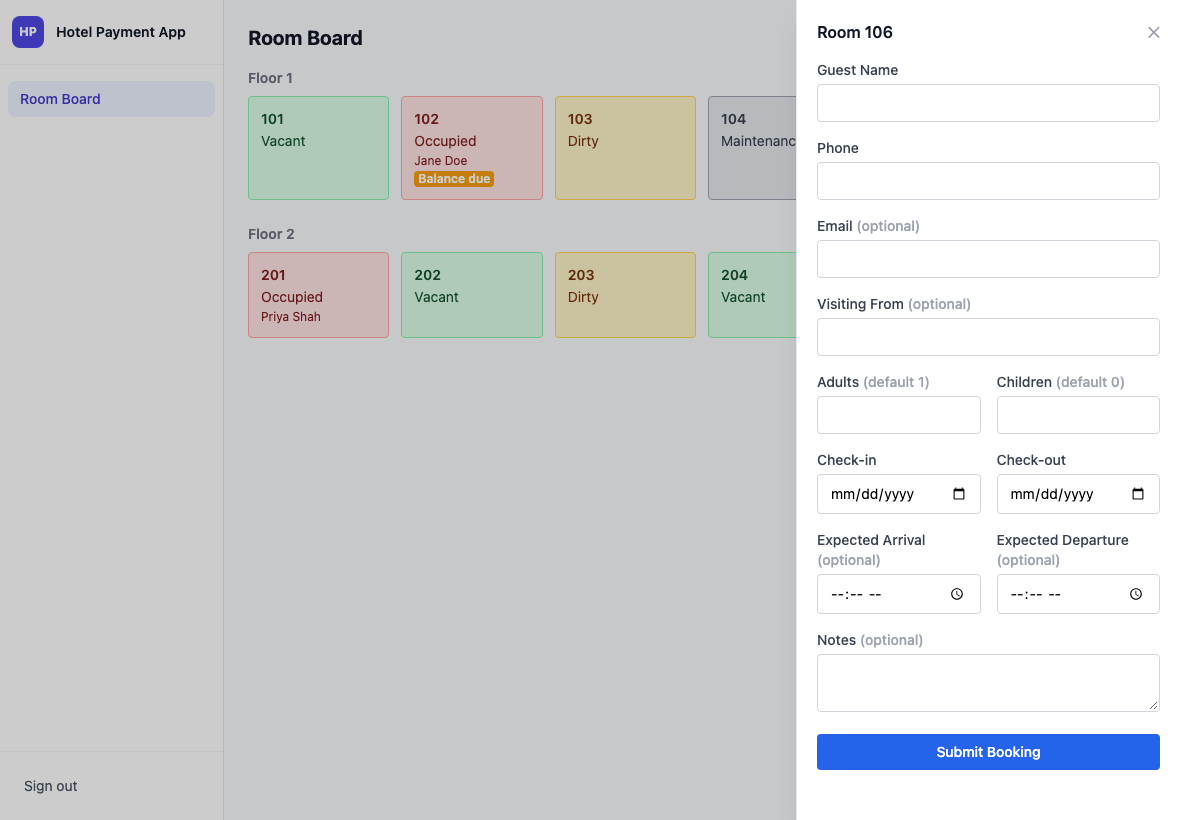 HP
Hotel Payment App
Room Board
Sign out
Room Board
Floor 1
101
Vacant
102
Occupied
Jane Doe
Balance due
103
Dirty
104
Floor 2
201
Occupied
Priya Shah
202
Vacant
203
Dirty
204
Vacant
Room 106
Guest Name
Phone
Email (optional)
Visiting From (optional)
Adults (default 1)
Children (default 0)
Check-in
mm/dd/yyyy
Check-out
mm/dd/yyyy
Expected Arrival
(optional)
--:-- --
Expected Departure
(optional)
--:-- --
Notes (optional)
Submit Booking